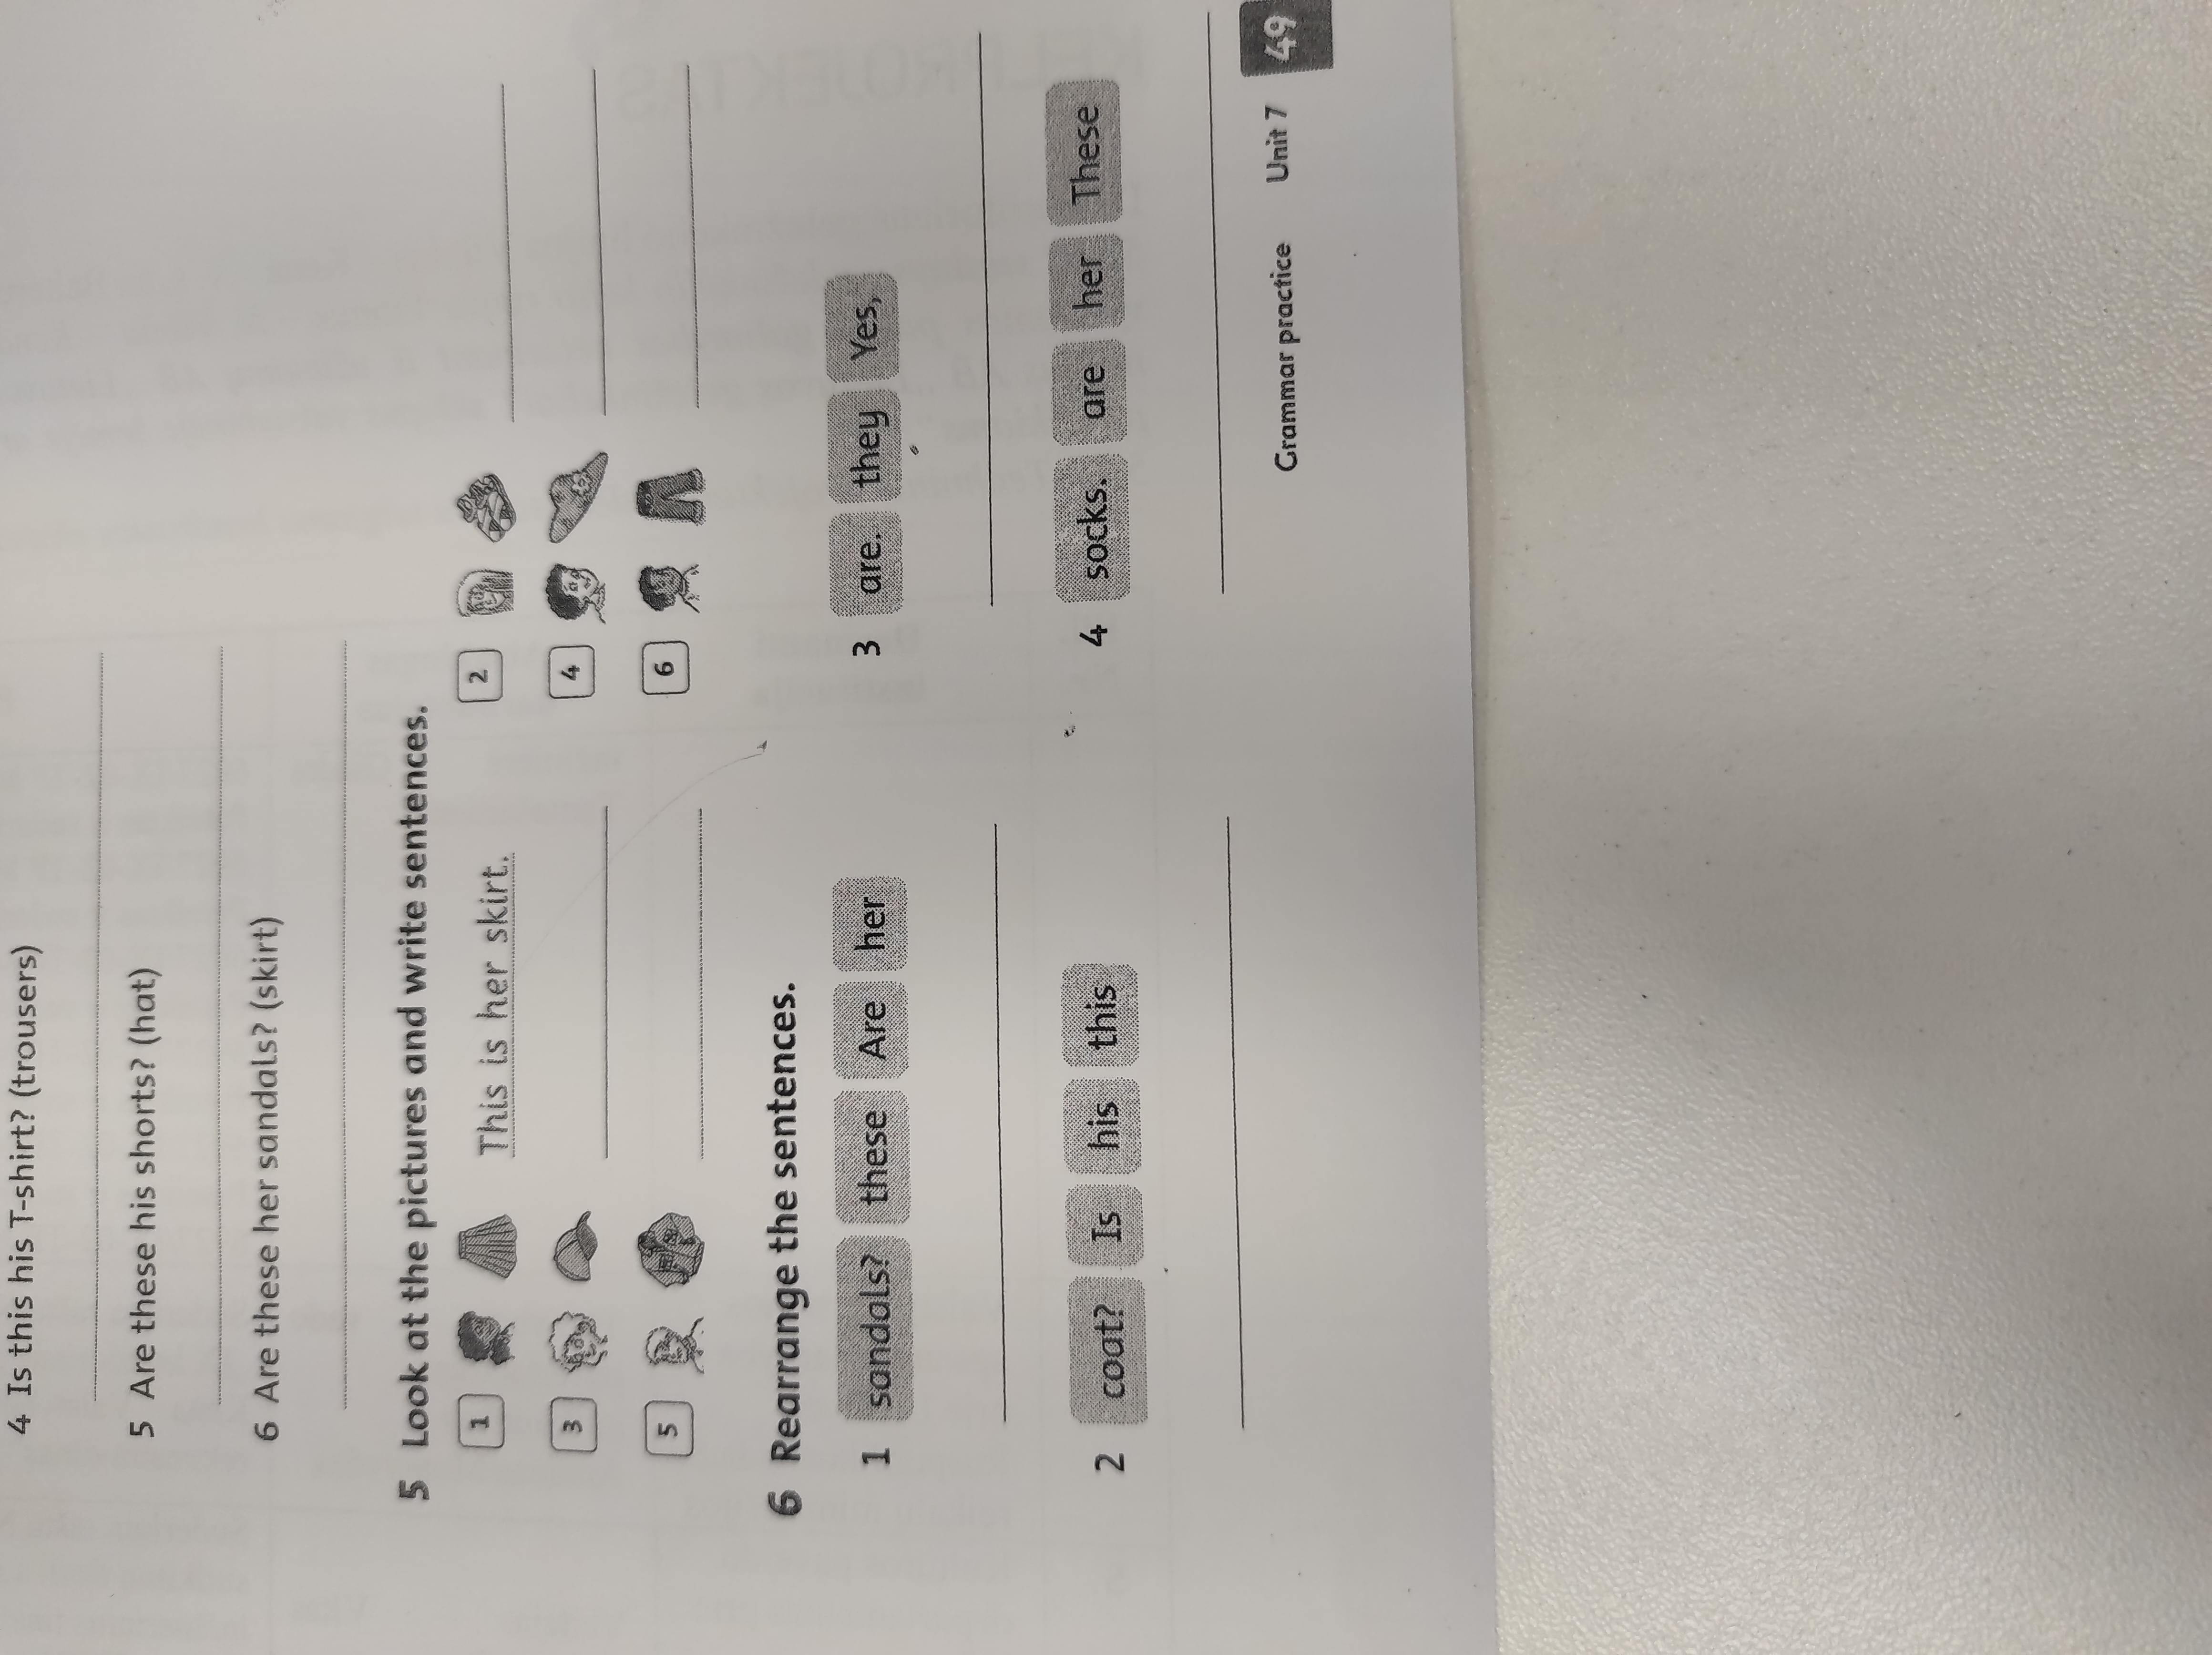 4 Is this his T-shirt? (trousers)
5 Are these his shorts? (hat)
6 Are these her sandals? (skirt)
5 Look at the pictures and write sentences.
1 This is her skirt. 2
3 4
5 6
6 Rearrange the sentences.
1 sandals? these Are her
3 are. they Yes,
2 coat? Is his this
4 socks. are her These
Grammar practice Unit 7 49